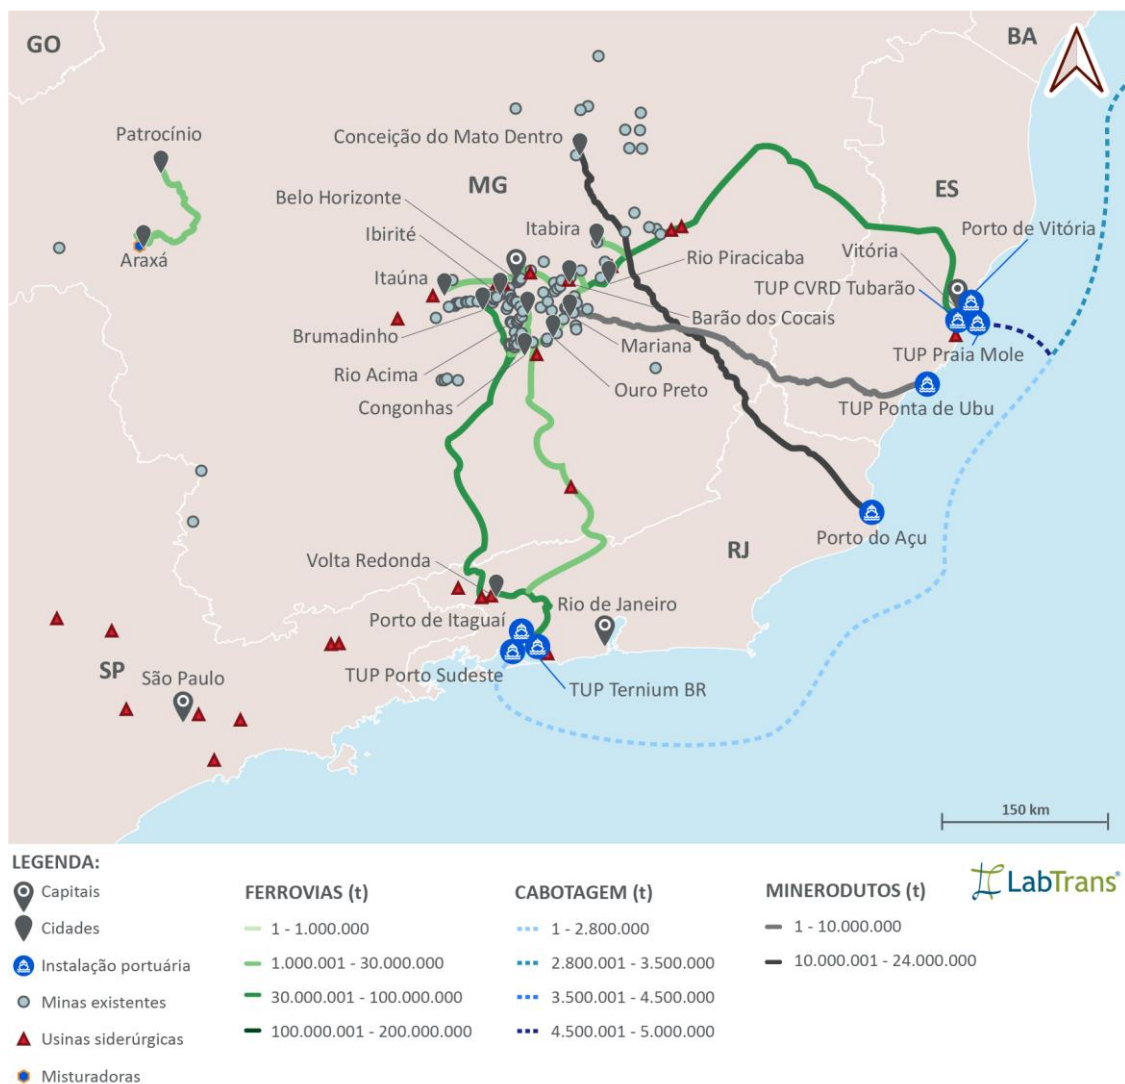 GO
BA
Patrocínio
Conceição do Mato Dentro
MG
ES
Belo Horizonte
Porto de Vitória
Ibirité
Itabira
Vitória
Araxá
Itaúna
Rio Piracicaba
TUP CVRD Tubarão
Brumadinho
Barão dos Cocais
Mariana
TUP Praia Mole
Rio Acima
Ouro Preto
TUP Ponta de Ubu
Congonhas
Porto do Açu
RJ
Volta Redonda
Rio de Janeiro
Porto de Itaguaí
SP
São Paulo
TUP Porto Sudeste
TUP Ternium BR
150 km
LEGENDA:
Capitais
Cidades
Instalação portuária
Minas existentes
Usinas siderúrgicas
Misturadoras
FERROVIAS (t)
1 - 1.000.000
1.000.001 - 30.000.000
30.000.001 - 100.000.000
100.000.001 - 200.000.000
CABOTAGEM (t)
1 - 2.800.000
2.800.001 - 3.500.000
3.500.001 - 4.500.000
4.500.001 - 5.000.000
MINERODUTOS (t)
1 - 10.000.000
10.000.001 - 24.000.000
LabTrans®